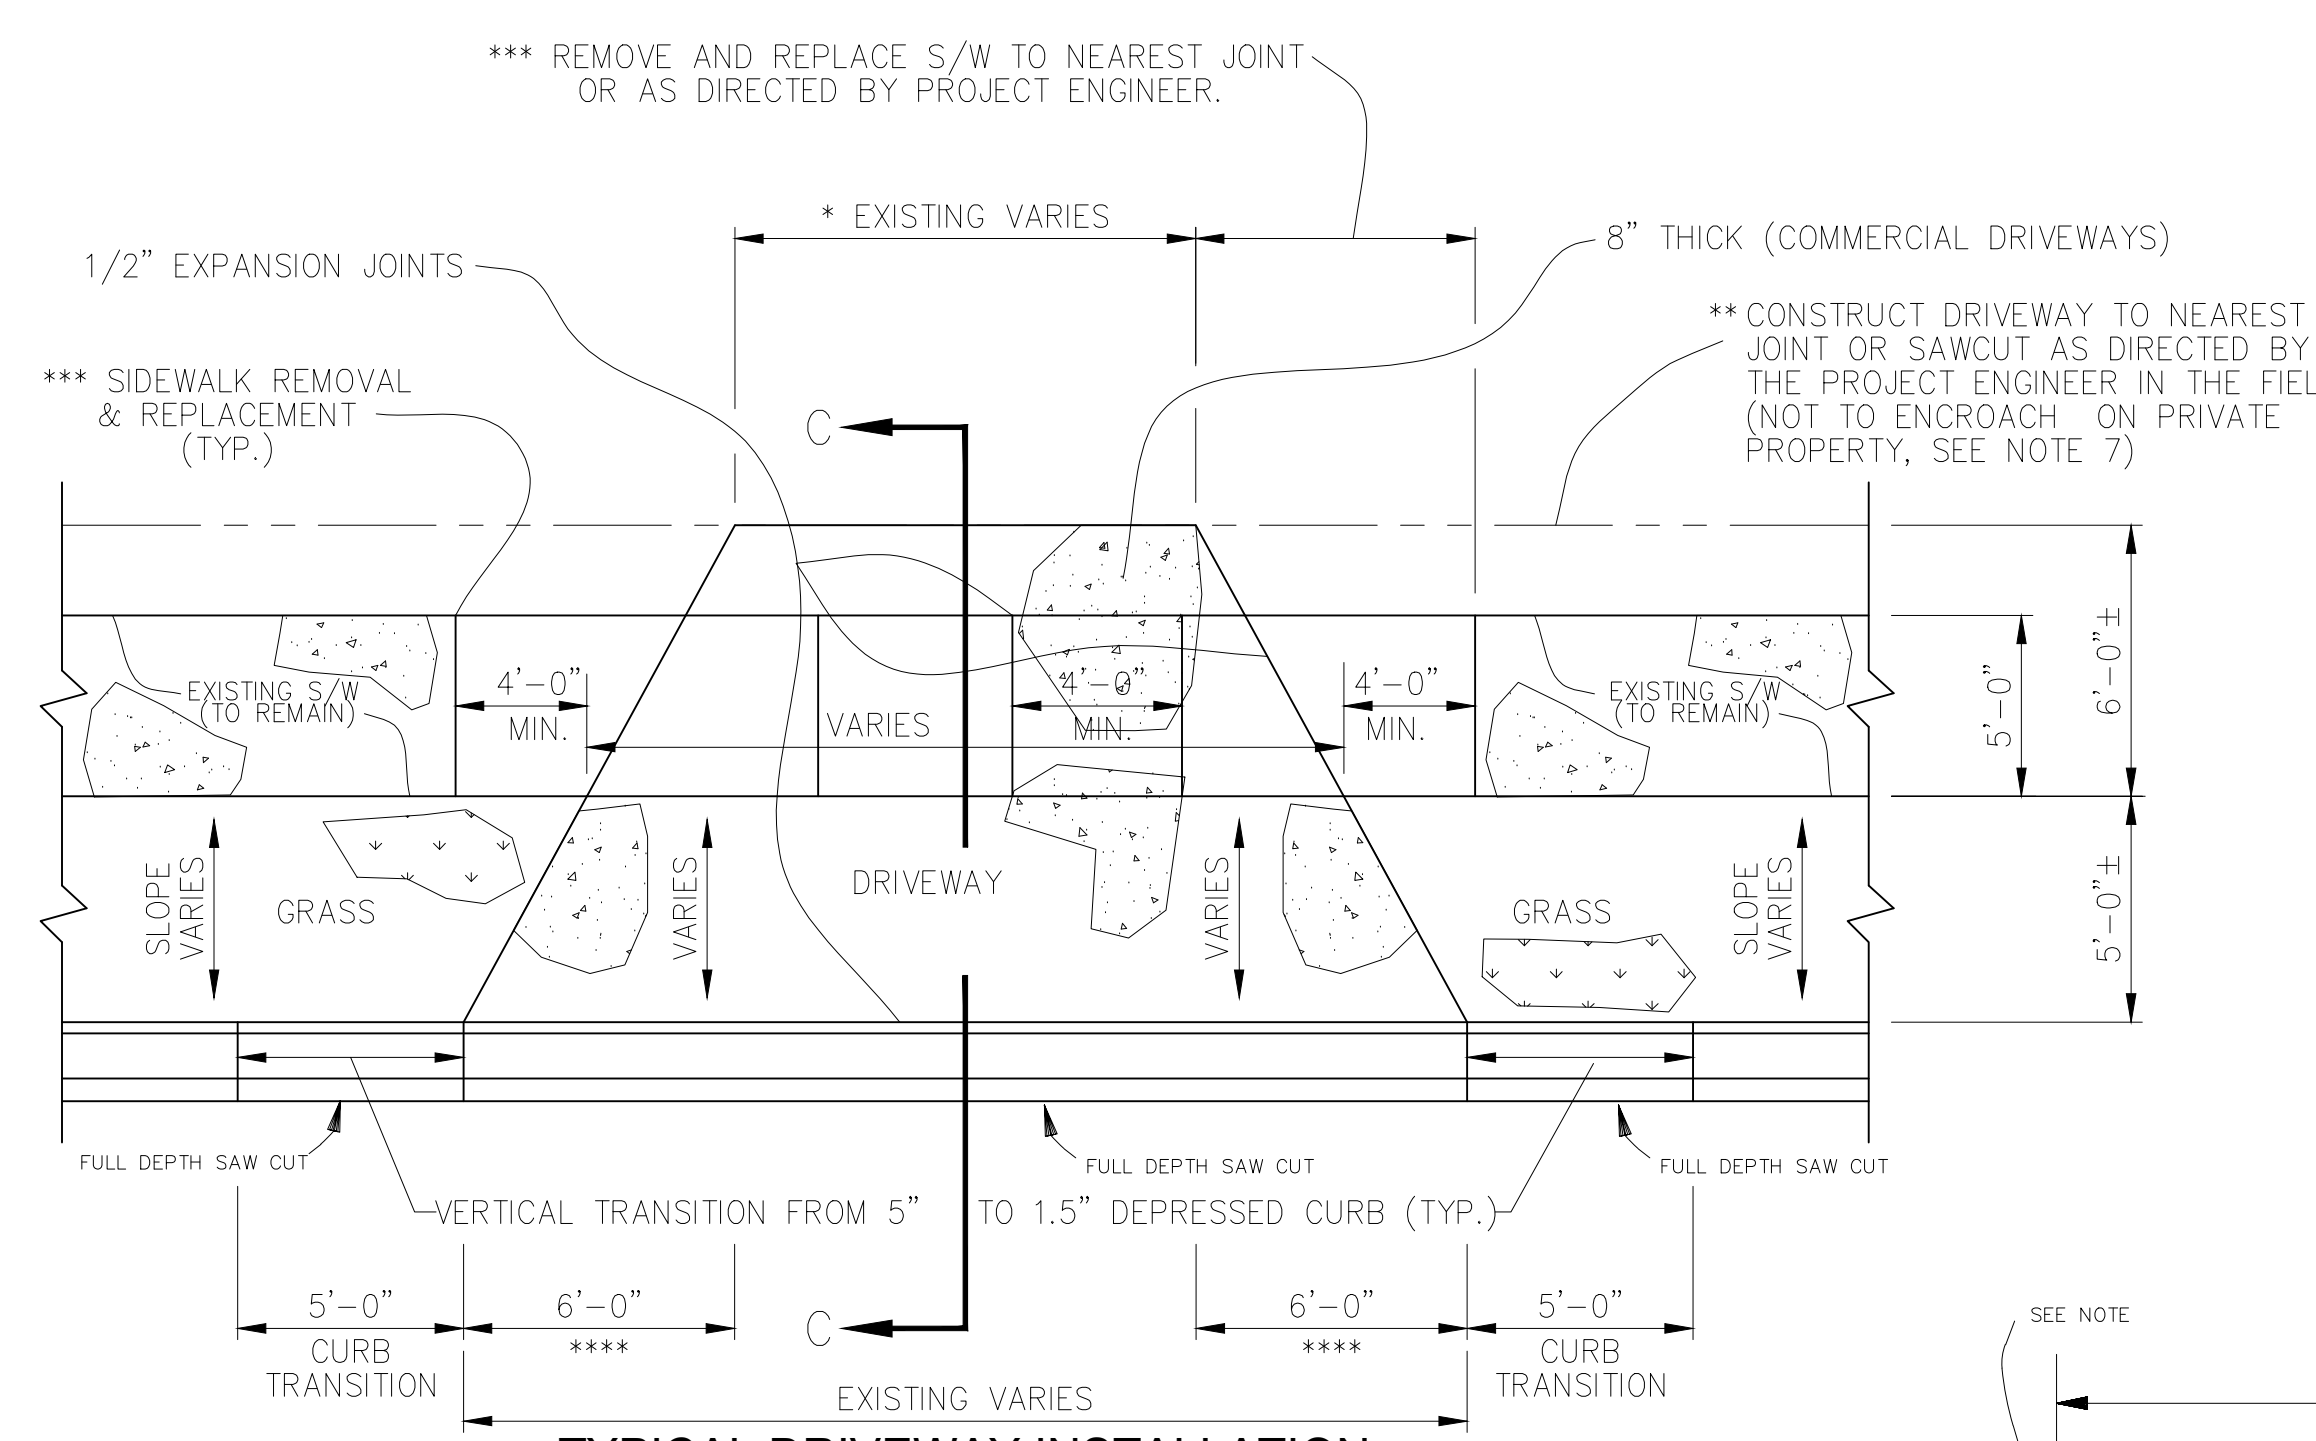 *** REMOVE AND REPLACE S/W TO NEAREST JOINT
OR AS DIRECTED BY PROJECT ENGINEER.
* EXISTING VARIES
1/2" EXPANSION JOINTS
8" THICK (COMMERCIAL DRIVEWAYS)
** CONSTRUCT DRIVEWAY TO NEAREST
JOINT OR SAWCUT AS DIRECTED BY
THE PROJECT ENGINEER IN THE FIEL
(NOT TO ENCROACH ON PRIVATE
PROPERTY, SEE NOTE 7)
*** SIDEWALK REMOVAL
& REPLACEMENT
(TYP.)
C
EXISTING S/W
(TO REMAIN)
4'-0"
MIN.
VARIES
4'-0"
MIN.
4'-0"
MIN.
EXISTING S/W
(TO REMAIN)
5'-0"
6'-0"±
SLOPE
VARIES
GRASS
VARIES
DRIVEWAY
VARIES
GRASS
SLOPE
VARIES
5'-0"±
FULL DEPTH SAW CUT
FULL DEPTH SAW CUT
FULL DEPTH SAW CUT
VERTICAL TRANSITION FROM 5" TO 1.5" DEPRESSED CURB (TYP.)
5'-0"
CURB
TRANSITION
6'-0"
****
C
6'-0"
****
5'-0"
CURB
TRANSITION
SEE NOTE
EXISTING VARIES
TYPICAL DRIVEWAY INSTALLATION